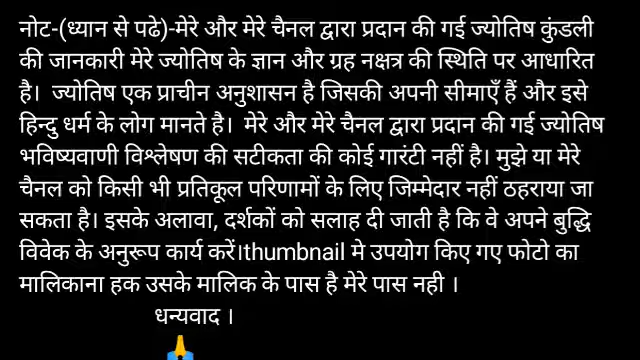 नोट-(ध्यान से पढे)-मेरे और मेरे चैनल द्वारा प्रदान की गई ज्योतिष कुंडली
की जानकारी मेरे ज्योतिष के ज्ञान और ग्रह नक्षत्र की स्थिति पर आधारित
है। ज्योतिष एक प्राचीन अनुशासन है जिसकी अपनी सीमाएँ हैं और इसे
हिन्दु धर्म के लोग मानते है। मेरे और मेरे चैनल द्वारा प्रदान की गई ज्योतिष
भविष्यवाणी विश्लेषण की सटीकता की कोई गारंटी नहीं है। मुझे या मेरे
चैनल को किसी भी प्रतिकूल परिणामों के लिए जिम्मेदार नहीं ठहराया जा
सकता है। इसके अलावा, दर्शकों को सलाह दी जाती है कि वे अपने बुद्धि
विवेक के अनुरूप कार्य करें।thumbnail मे उपयोग किए गए फोटो का
मालिकाना हक उसके मालिक के पास है मेरे पास नही ।
धन्यवाद ।